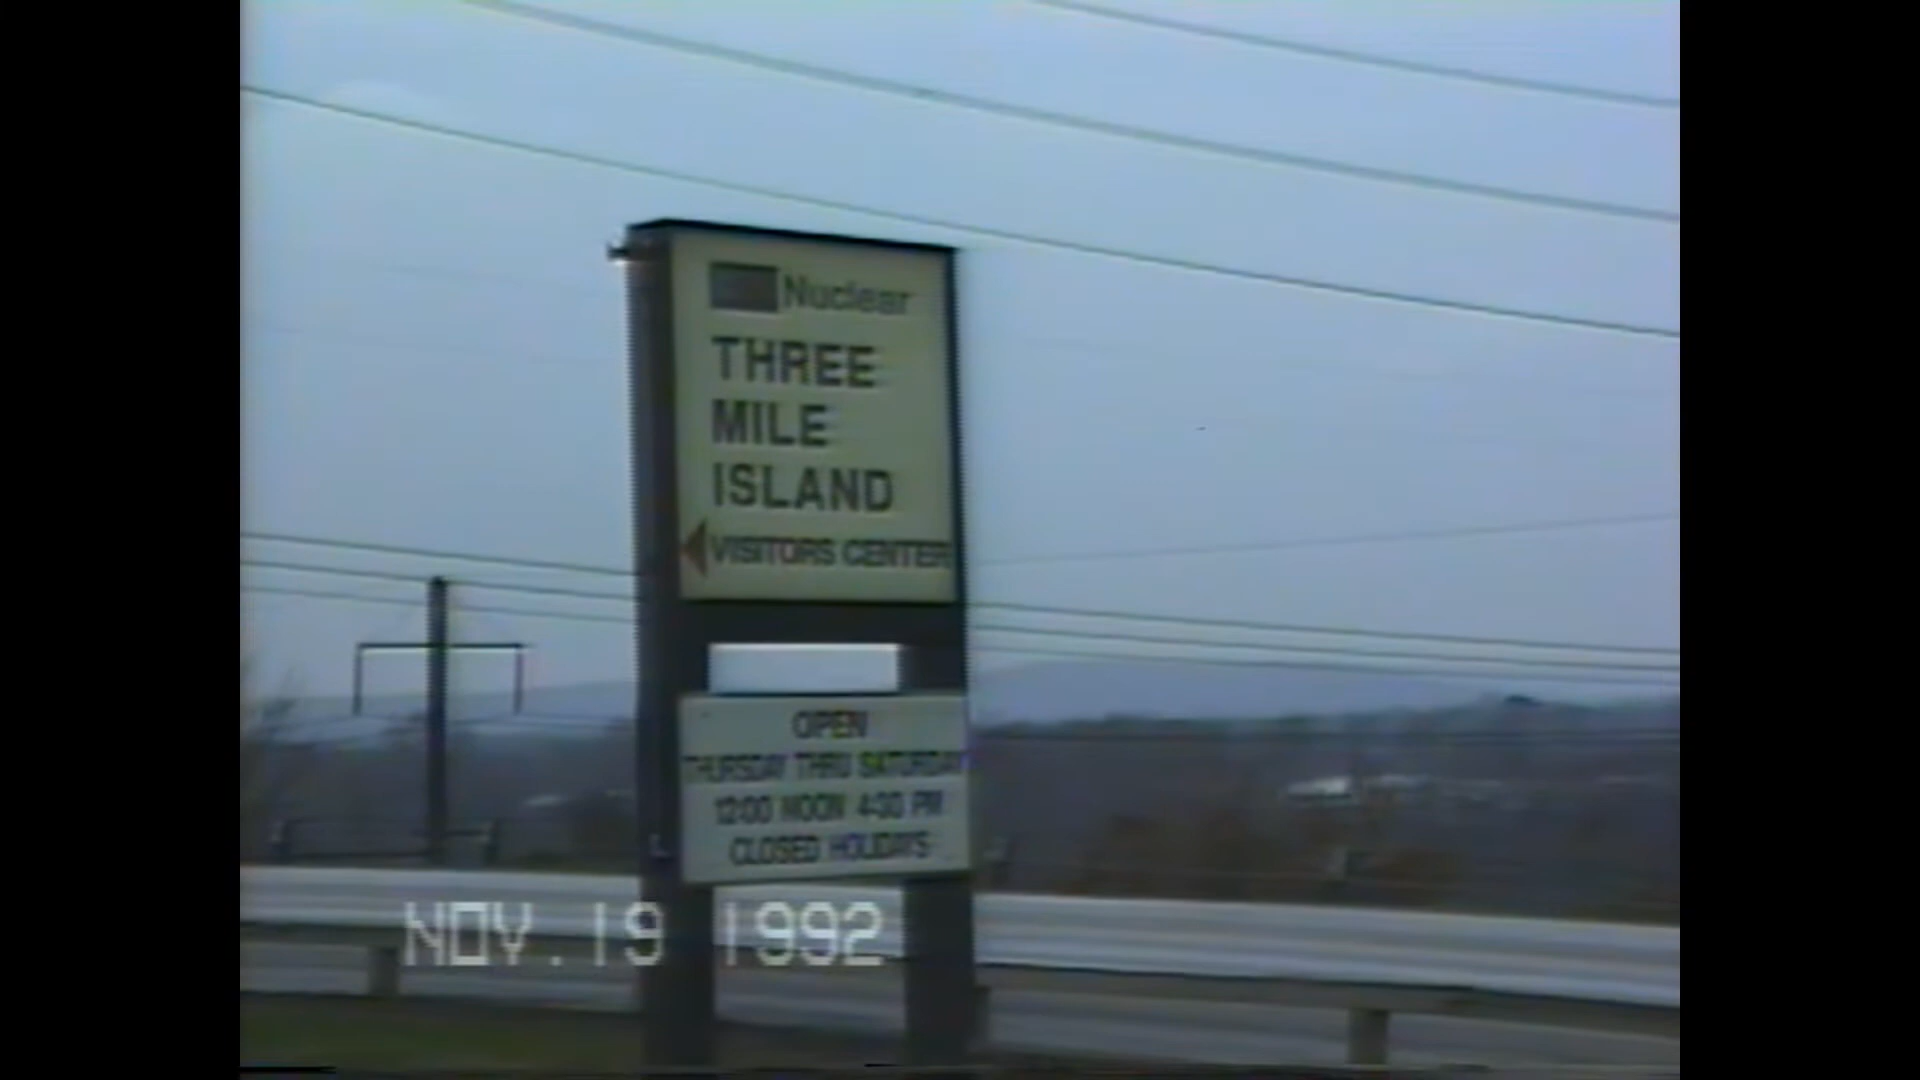 Nuclear
THREE
MILE
ISLAND
VISITORS CENTER
OPEN
THURSDAY THRU SATURDAY
12:00 NOON 4:00 PM
CLOSED HOLIDAYS
NOV. 19 1992